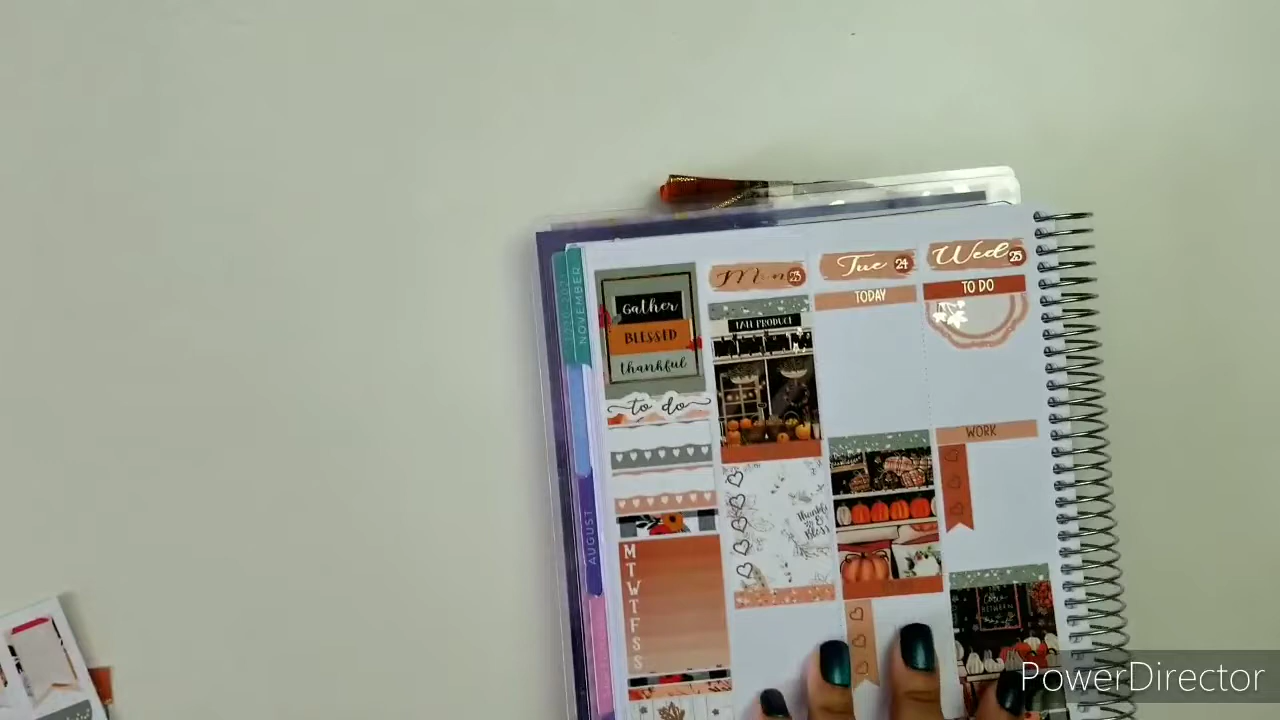 NOVEMBER
AUGUST
Gather
BLESSED
thankful
to do
M
T
W
T
F
S
S
Mon 23
FALL PRODUCE
Tue 24
TODAY
Wed 25
TO DO
WORK
PowerDirector